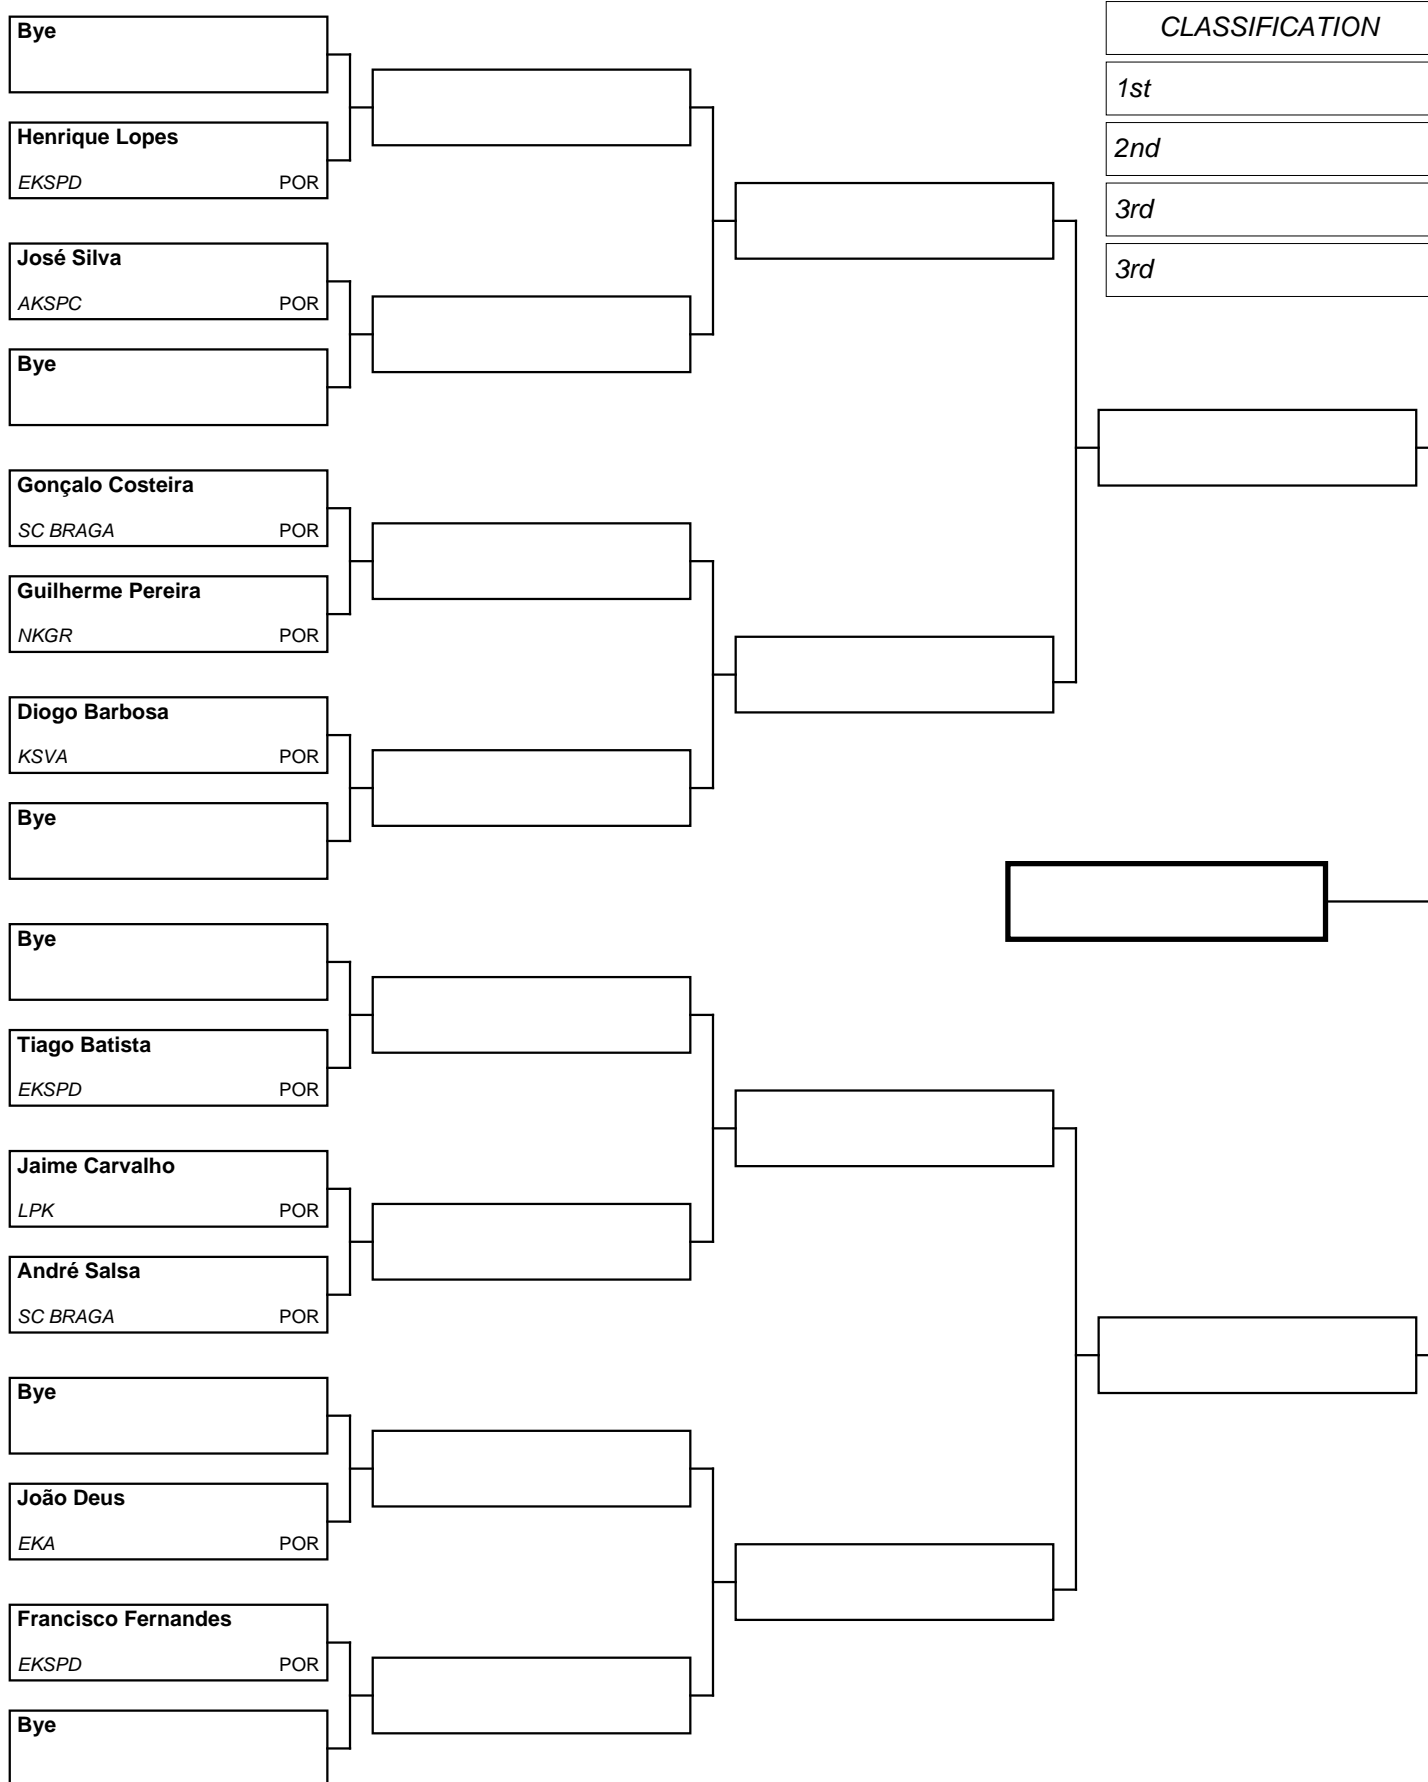 Bye
Henrique Lopes
EKSPD POR
José Silva
AKSPC POR
Bye
Gonçalo Costeira
SC BRAGA POR
Guilherme Pereira
NKGR POR
Diogo Barbosa
KSVA POR
Bye
Bye
Tiago Batista
EKSPD POR
Jaime Carvalho
LPK POR
André Salsa
SC BRAGA POR
Bye
João Deus
EKA POR
Francisco Fernandes
EKSPD POR
Bye
CLASSIFICATION
1st
2nd
3rd
3rd